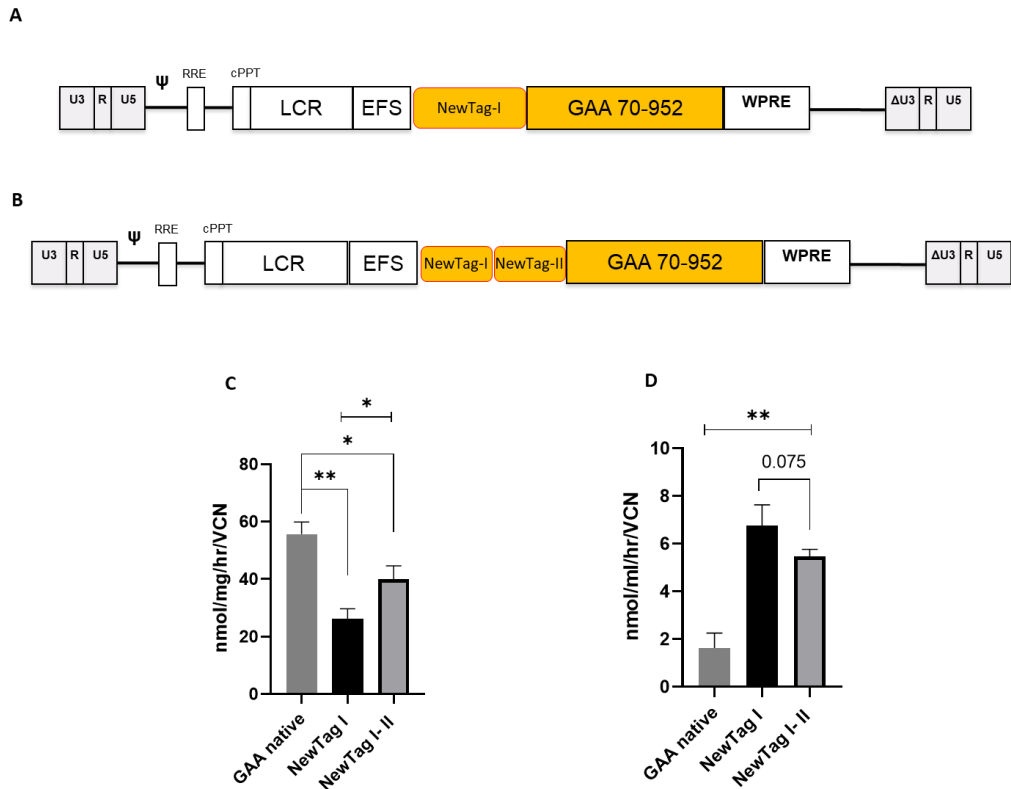 A
Ψ RRE cPPT
U3 R U5 LCR EFS NewTag-I GAA 70-952 WPRE ΔU3 R U5
B
Ψ RRE cPPT
U3 R U5 LCR EFS NewTag-I NewTag-II GAA 70-952 WPRE ΔU3 R U5
C
*
*
**
80
60
40
20
0
nmol/mg/hr/VCN
GAA native
NewTag I
NewTag I- II
D
**
0.075
10
8
6
4
2
0
nmol/ml/hr/VCN
GAA native
NewTag I
NewTag I- II